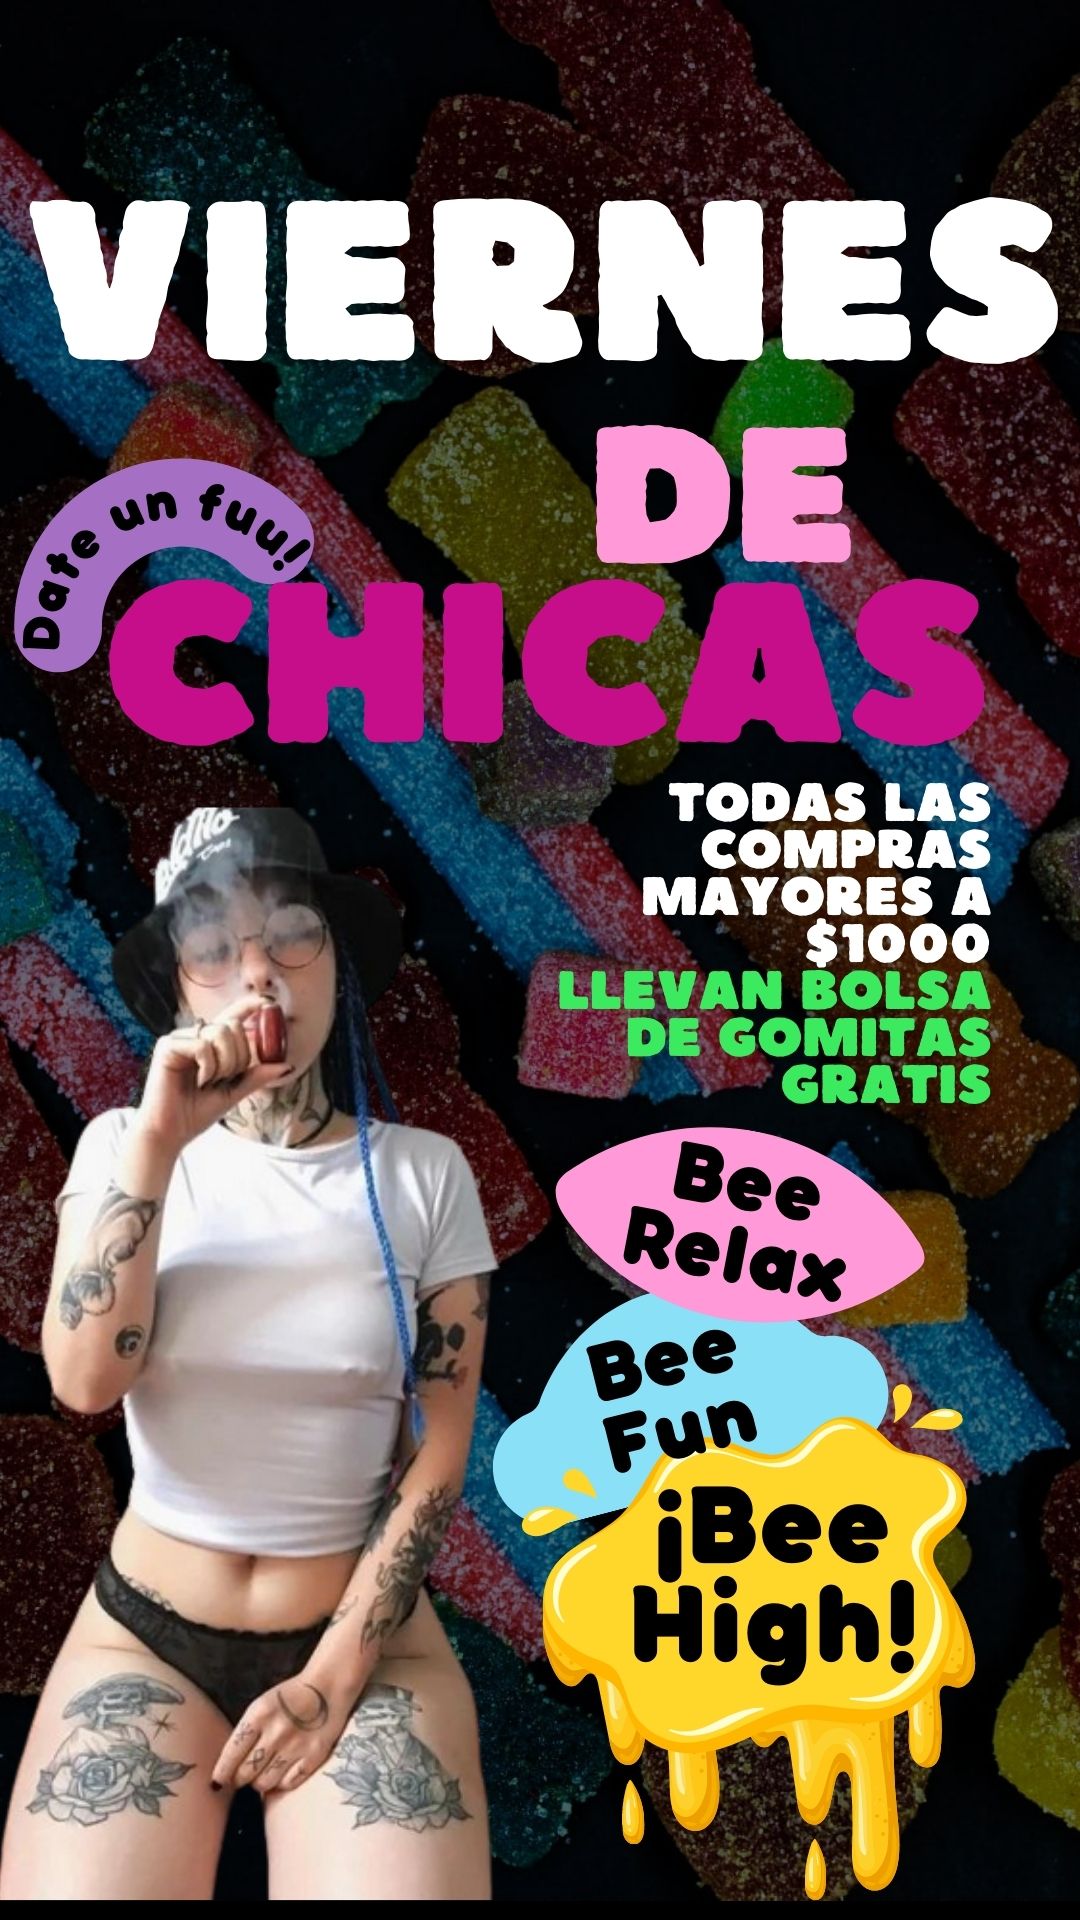 VIERNES
DE
Date un fuu!
CHICAS
TODAS LAS
COMPRAS
MAYORES A
$1000
LLEVAN BOLSA
DE GOMITAS
GRATIS
Bee
Relax
Bee
Fun
¡Bee
High!